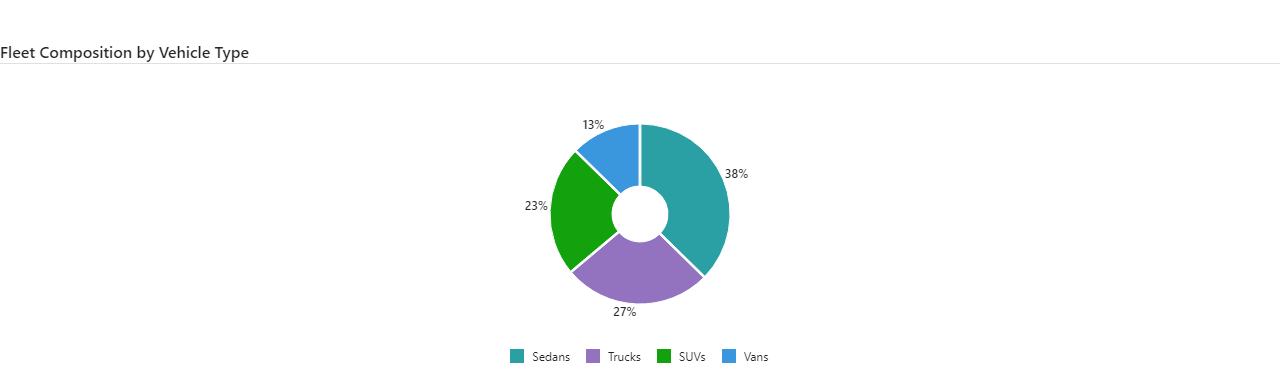 Fleet Composition by Vehicle Type
13%
38%
23%
27%
Sedans Trucks SUVs Vans